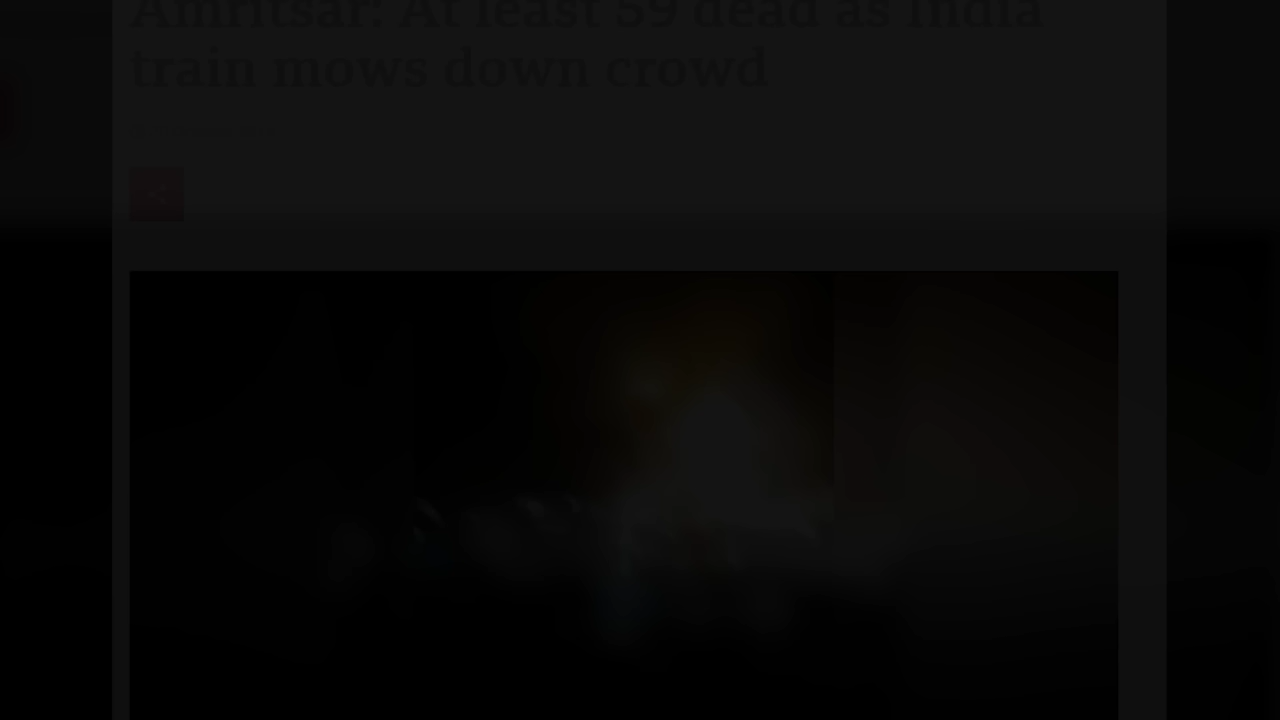 Amritsar: At least 59 dead as India
train mows down crowd